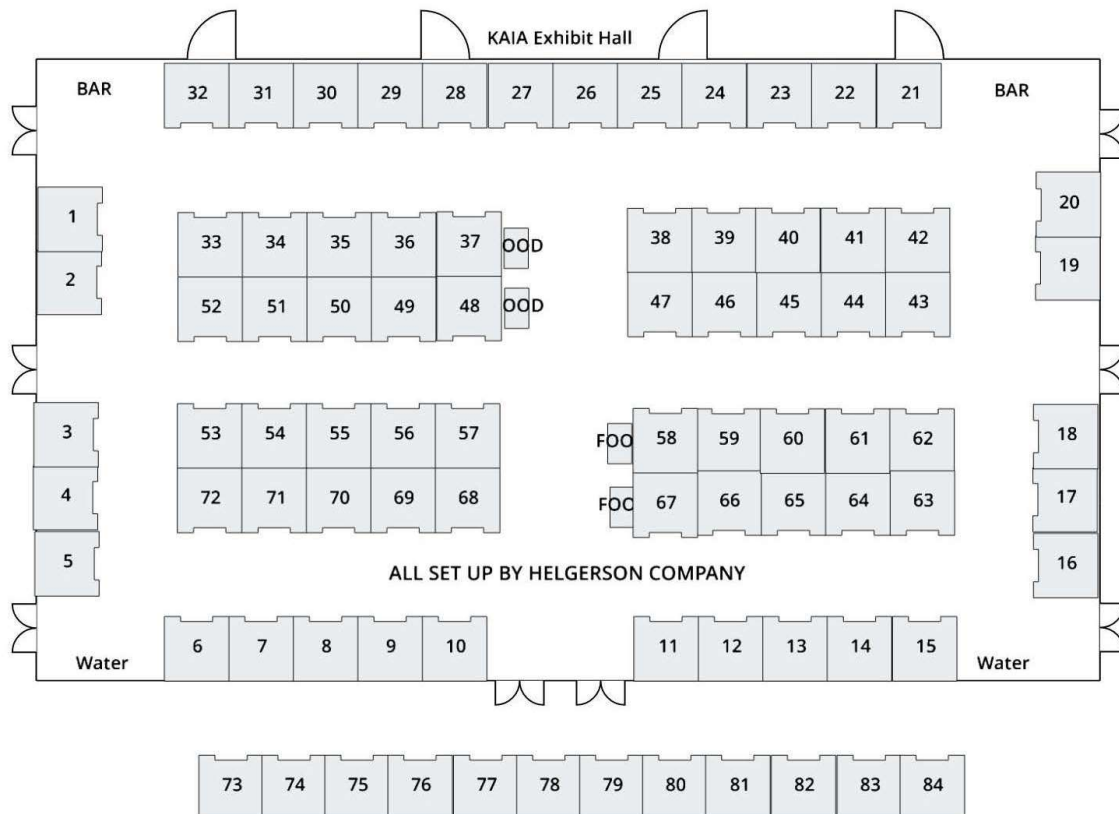 KAIA Exhibit Hall
BAR
32 31 30 29 28 27 26 25 24 23 22 21
BAR
1
20
33 34 35 36 37 OOD
38 39 40 41 42
2
19
52 51 50 49 48 OOD
47 46 45 44 43
3
53 54 55 56 57
FOO 58 59 60 61 62
18
4
72 71 70 69 68
FOO 67 66 65 64 63
17
5
ALL SET UP BY HELGERSON COMPANY
16
6 7 8 9 10
11 12 13 14 15
Water
Water
73 74 75 76 77 78 79 80 81 82 83 84